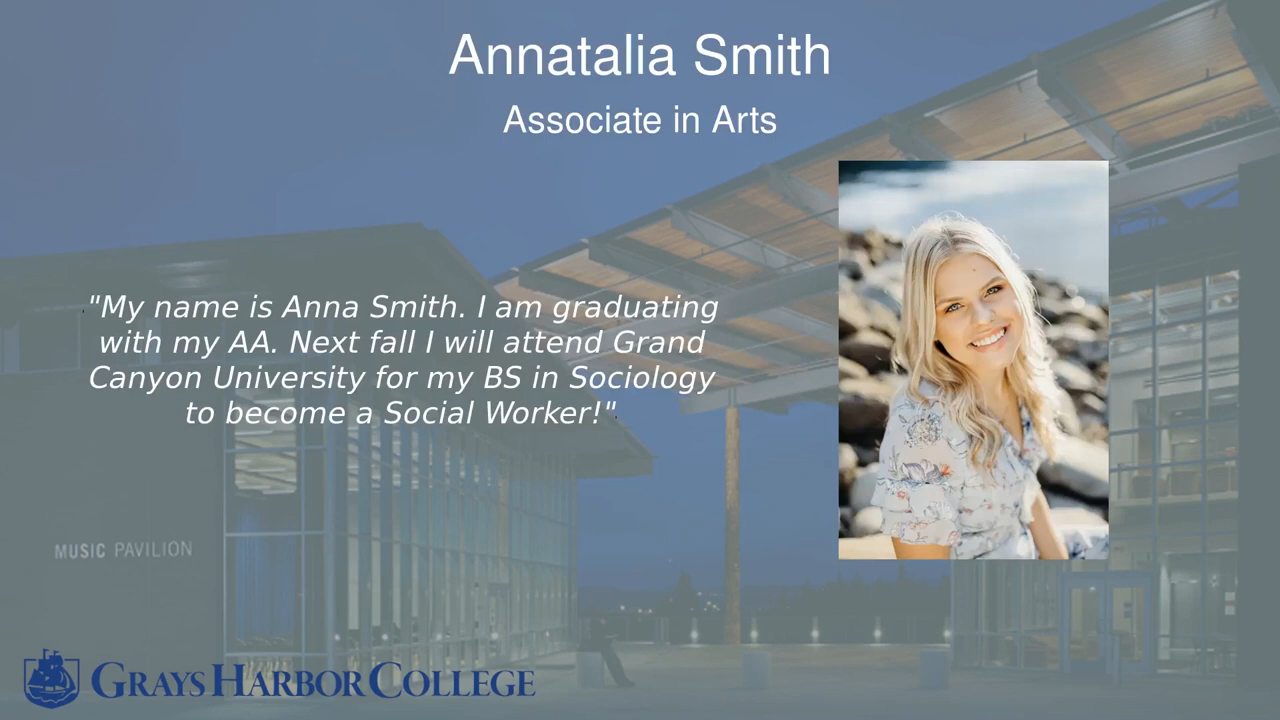 Annatalia Smith
Associate in Arts
"My name is Anna Smith. I am graduating
with my AA. Next fall I will attend Grand
Canyon University for my BS in Sociology
to become a Social Worker!"
MUSIC PAVILION
GRAYS HARBOR COLLEGE